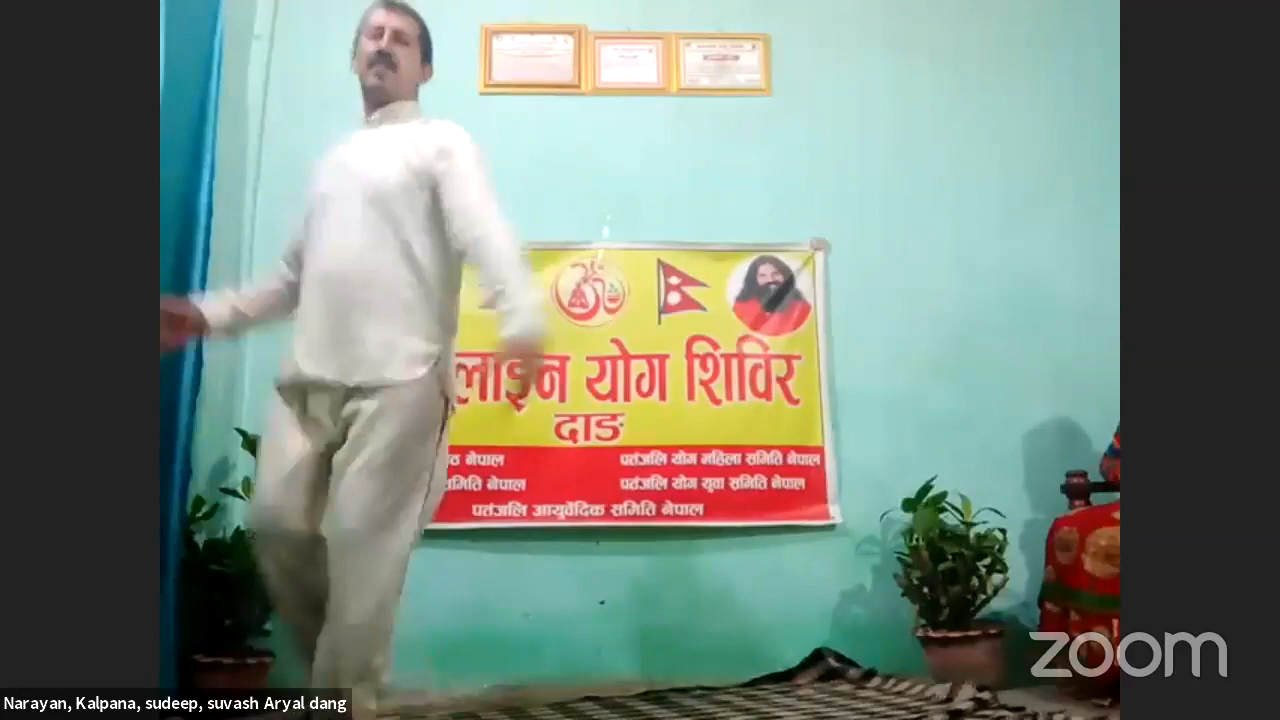 लाइन योग शिविर
दाङ
ठ नेपाल
पतंजलि योग महिला समिति नेपाल
समिति नेपाल
पतंजलि योग युवा समिति नेपाल
पतंजलि आयुर्वेदिक समिति नेपाल
zoom
Narayan, Kalpana, sudeep, suvash Aryal dang